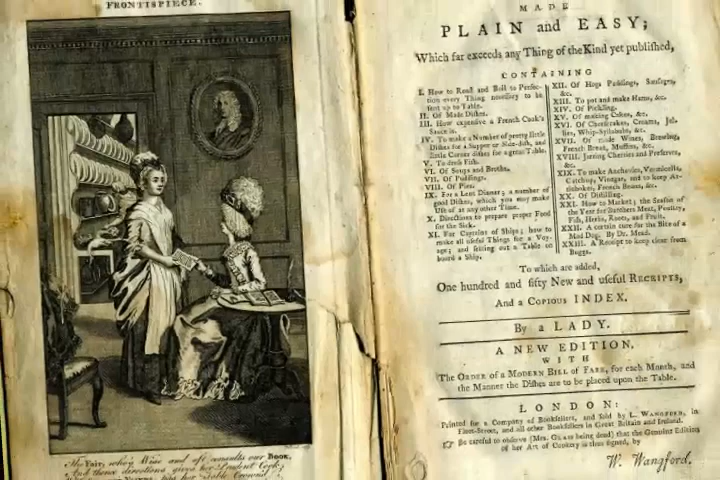 FRONTISPIECE.
The FAIR, who's Wise and oft consults our BOOK,
And thence directions gives her Prudent Cook;
MADE
PLAIN and EASY;
Which far exceeds any Thing of the Kind yet published,
CONTAINING
I. How to Roast and Boil to Perfection every Thing necessary to be sent up to Table.
II. Of Made Dishes.
III. How expensive a French Cook's Sauce is.
IV. To make a Number of pretty little Dishes for a Supper or Side-dish, and little Corner dishes for a great Table.
V. To dress Fish.
VI. Of Soups and Broths.
VII. Of Puddings.
VIII. Of Pies.
IX. For a Lent Dinner; a number of good Dishes, which you may make Use of at any other Time.
X. Directions to prepare proper Food for the Sick.
XI. For Captains of Ships; how to make all useful Things for a Voyage; and setting out a Table on board a Ship.
XII. Of Hogs Puddings, Sausages, &c.
XIII. To pot and make Hams, &c.
XIV. Of Pickling.
XV. Of making Cakes, &c.
XVI. Of Cheesecakes, Creams, Jellies, Whip-Syllabubs, &c.
XVII. Of made Wines, Brewing, French Bread, Muffins, &c.
XVIII. Jarring Cherries and Preserves, &c.
XIX. To make Anchovies, Vermicella, Catchup, Vinegar, and to keep Artichokes, French Beans, &c.
XX. Of Distilling.
XXI. How to Market; the Season of the Year for Butchers Meat, Poultry, Fish, Herbs, Roots, and Fruit.
XXII. A certain cure for the Bite of a Mad Dog. By Dr. Mead.
XXIII. A Receipt to keep clear from Buggs.
To which are added,
One hundred and fifty New and useful RECEIPTS,
And a COPIOUS INDEX.
By a LADY.
A NEW EDITION,
WITH
The ORDER of a MODERN BILL of FARE, for each Month, and
the Manner the Dishes are to be placed upon the Table.
LONDON:
Printed for a Company of Booksellers, and sold by L. WANGFORD, in
Fleet-Street, and all other Booksellers in Great Britain and Ireland.
☞ Be careful to observe (Mrs. GLASS being dead) that the Genuine Edition
of her Art of Cookery is thus signed, by
W. Wangford.